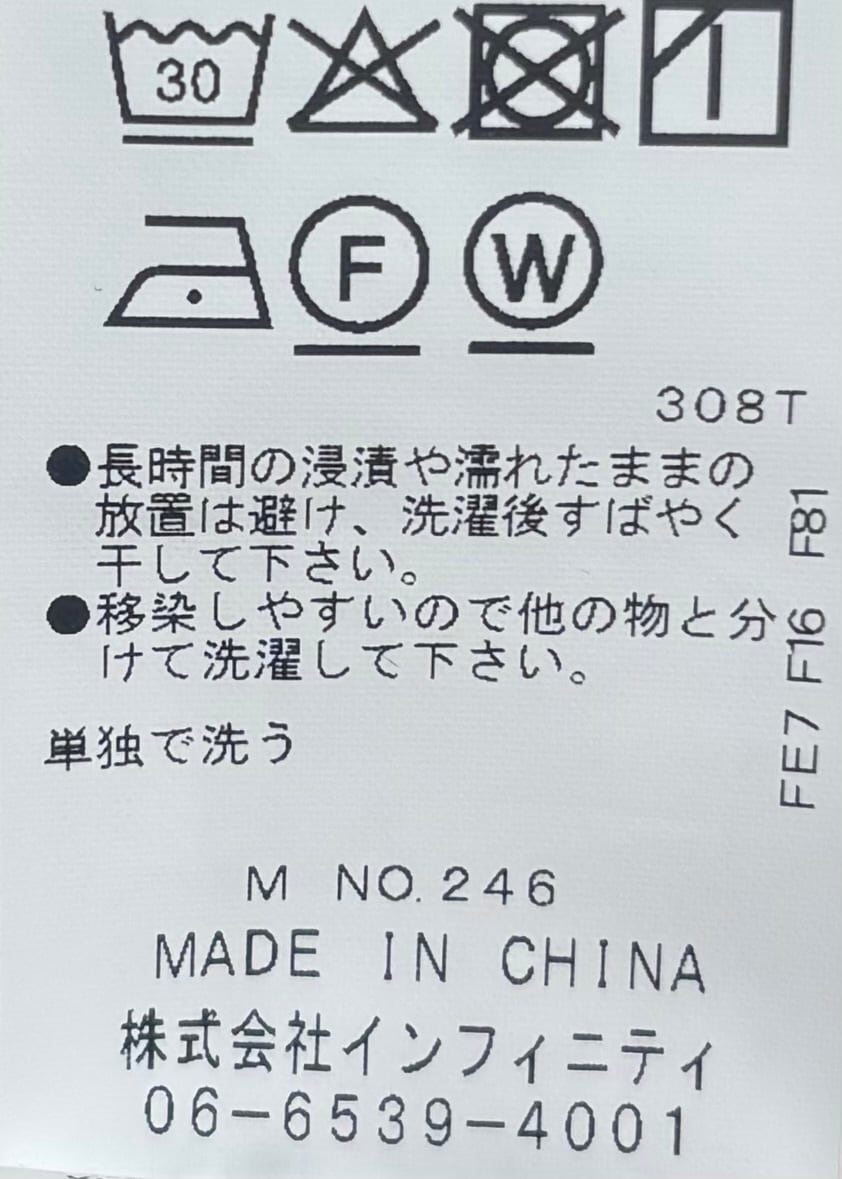 30
F W
308T
●長時間の浸漬や濡れたままの
放置は避け、洗濯後すばやく
干して下さい。
●移染しやすいので他の物と分
けて洗濯して下さい。
単独で洗う
FE7 F16 F81
M NO.246
MADE IN CHINA
株式会社インフィニティ
06-6539-4001